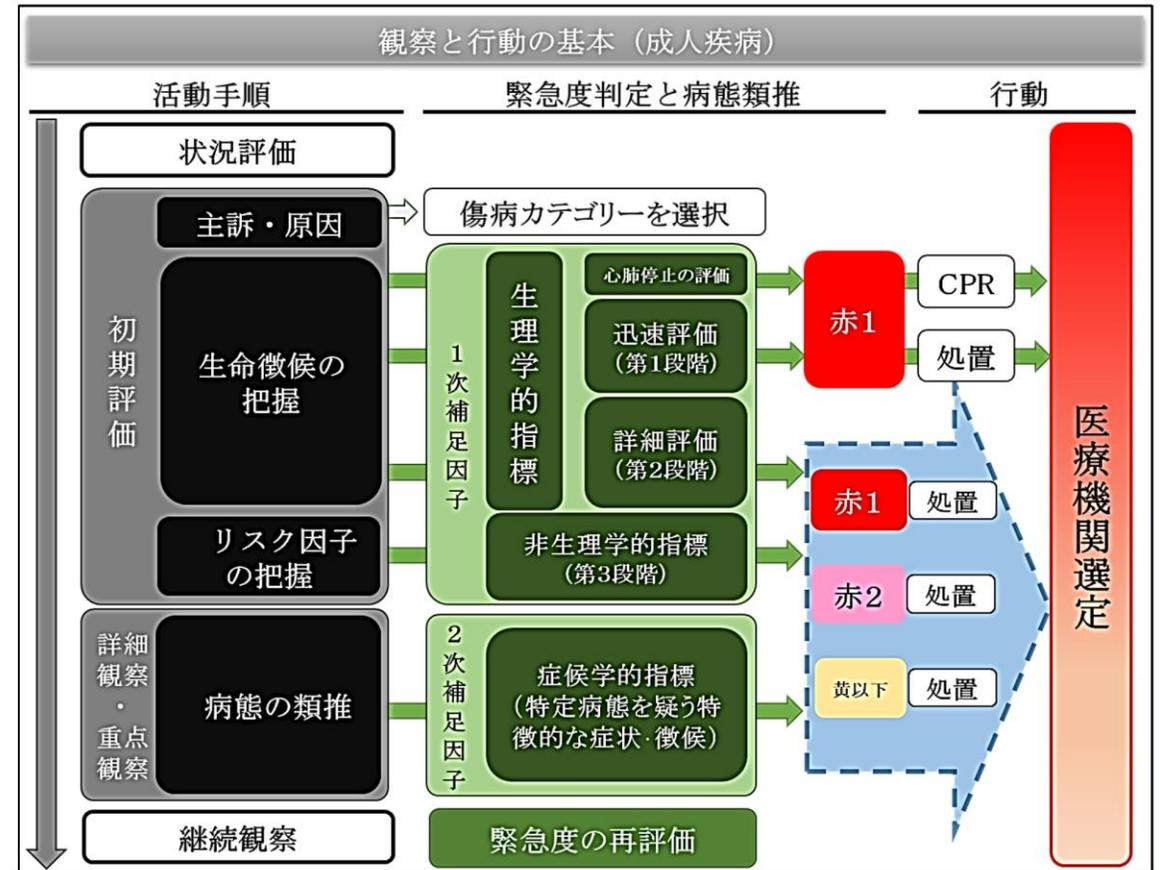 観察と行動の基本（成人疾病）
活動手順
緊急度判定と病態類推
行動
状況評価
初期評価
主訴・原因
生命徴候の
把握
リスク因子
の把握
傷病カテゴリーを選択
1次補足因子
生理学的指標
心肺停止の評価
迅速評価
（第1段階）
詳細評価
（第2段階）
非生理学的指標
（第3段階）
赤1
CPR
処置
赤1
処置
赤2
処置
黄以下
処置
医療機関選定
詳細
観察
・
重点
観察
病態の類推
2次補足因子
症候学的指標
（特定病態を疑う特
徴的な症状・徴候）
継続観察
緊急度の再評価